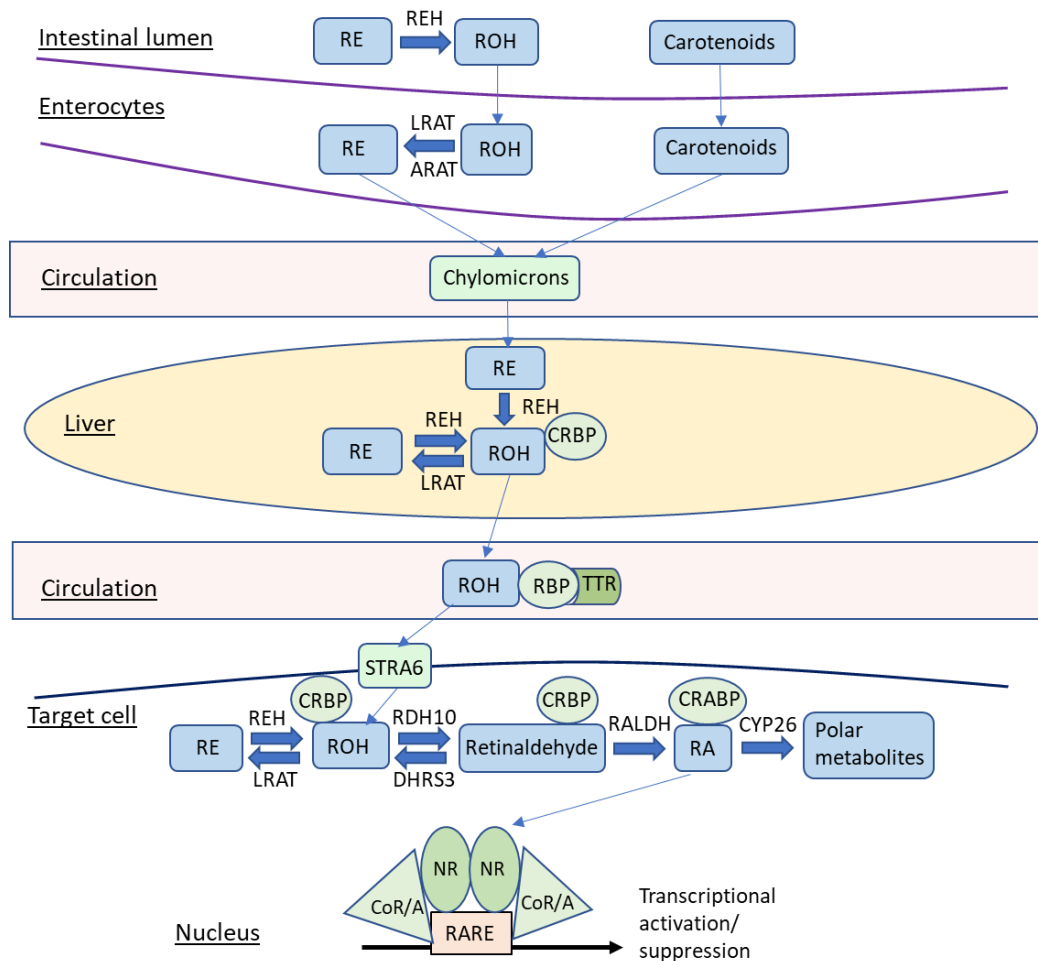 Intestinal lumen
RE
REH
ROH
Carotenoids
Enterocytes
RE
LRAT
ARAT
ROH
Carotenoids
Circulation
Chylomicrons
Liver
RE
REH
RE
REH
LRAT
ROH
CRBP
Circulation
ROH
RBP
TTR
STRA6
Target cell
RE
REH
LRAT
CRBP
ROH
RDH10
DHRS3
CRBP
Retinaldehyde
RALDH
CRABP
RA
CYP26
Polar
metabolites
Nucleus
CoR/A
NR
NR
CoR/A
RARE
Transcriptional
activation/
suppression